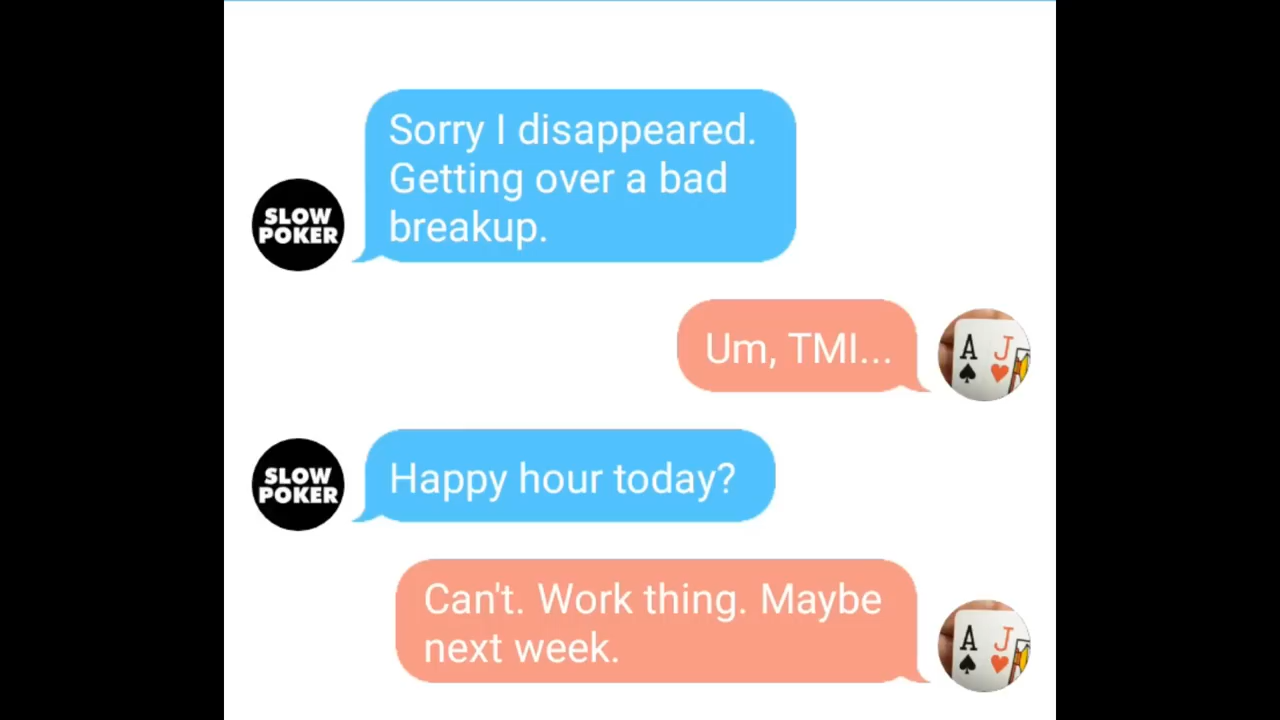 Sorry I disappeared.
Getting over a bad
breakup.
SLOW
POKER
Um, TMI...
A J
Happy hour today?
SLOW
POKER
Can't. Work thing. Maybe
next week.
A J